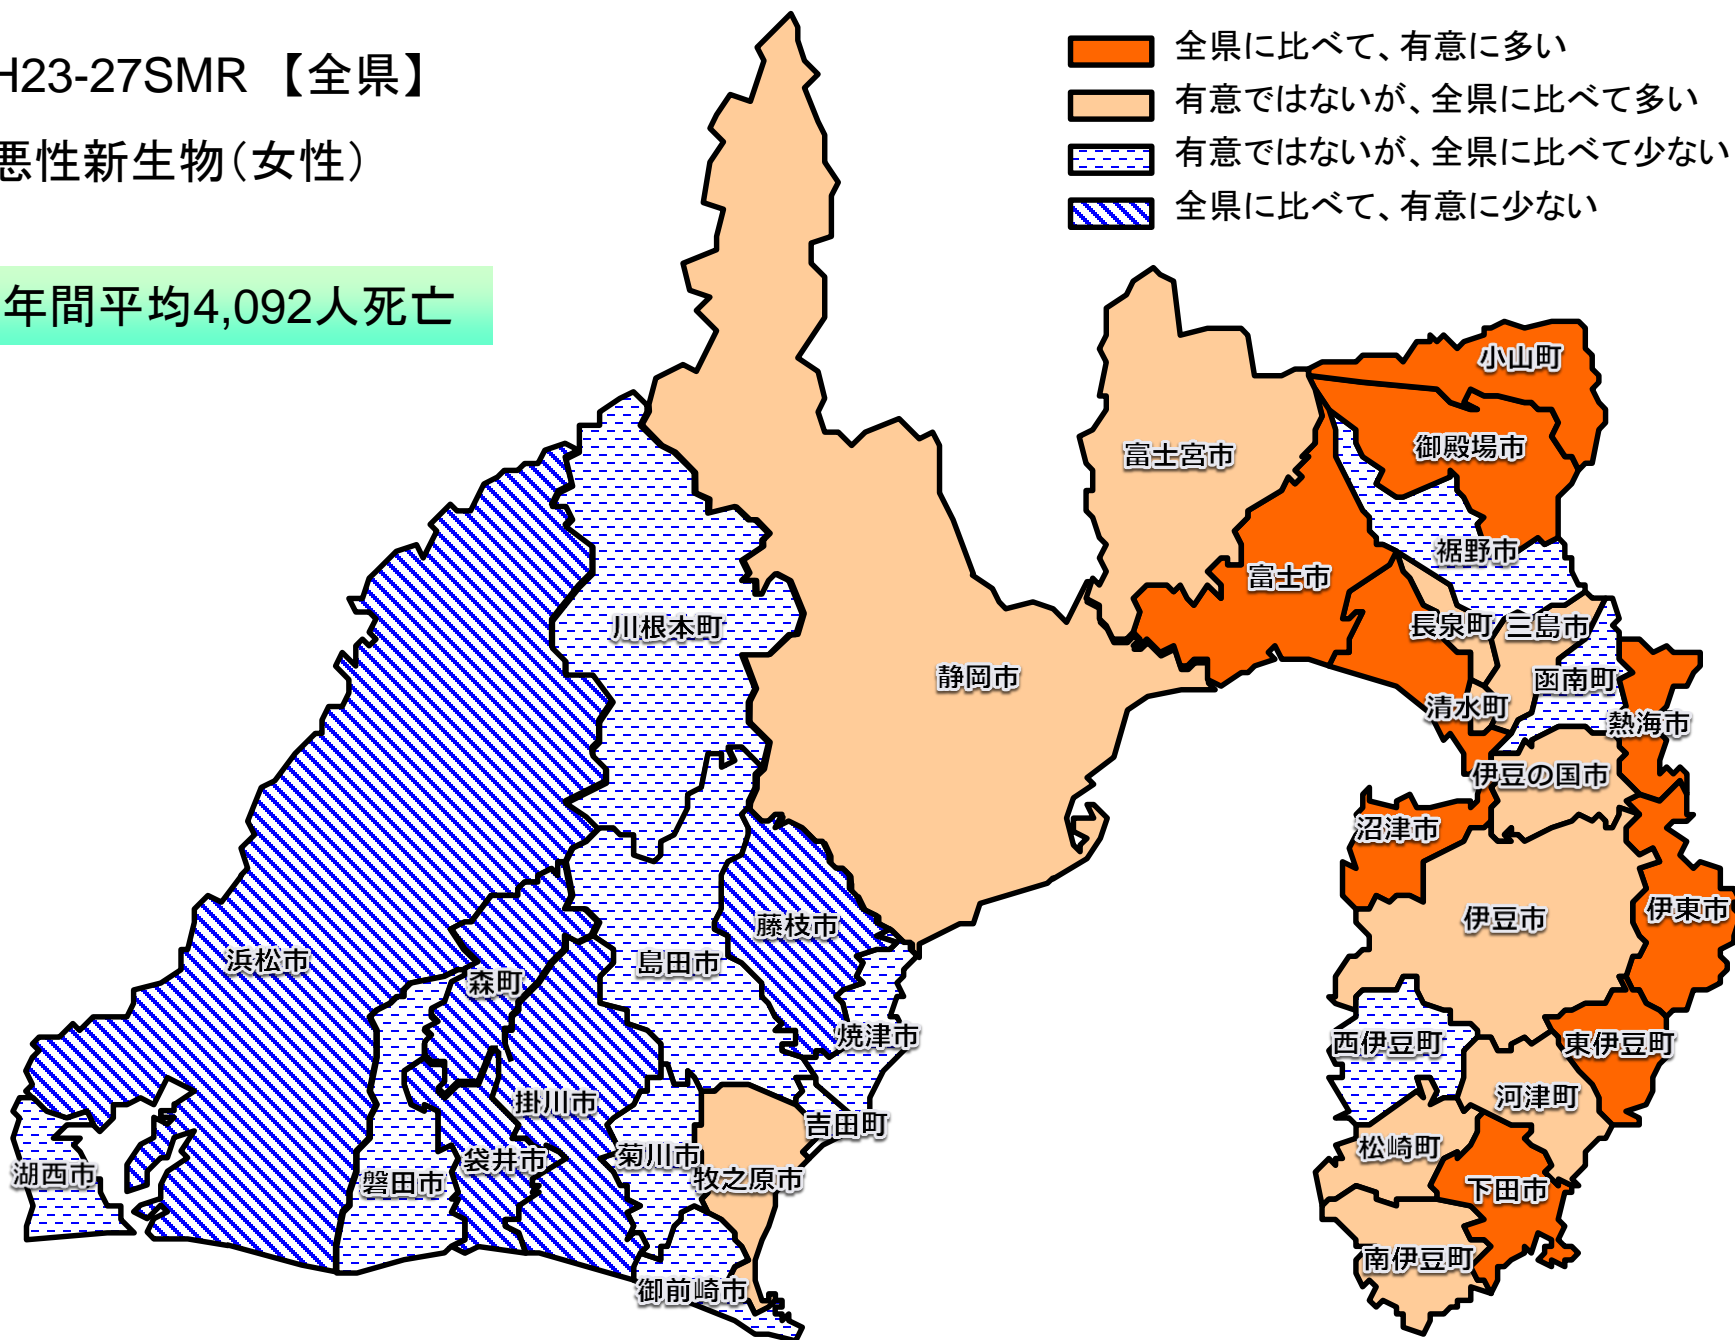 H23-27SMR 【全県】
悪性新生物（女性）
年間平均4,092人死亡
全県に比べて、有意に多い
有意ではないが、全県に比べて多い
有意ではないが、全県に比べて少ない
全県に比べて、有意に少ない
小山町
御殿場市
富士宮市
裾野市
富士市
長泉町
三島市
川根本町
静岡市
函南町
清水町
熱海市
伊豆の国市
沼津市
伊東市
伊豆市
藤枝市
浜松市
島田市
森町
焼津市
西伊豆町
東伊豆町
河津町
掛川市
吉田町
松崎町
菊川市
袋井市
湖西市
磐田市
牧之原市
下田市
南伊豆町
御前崎市